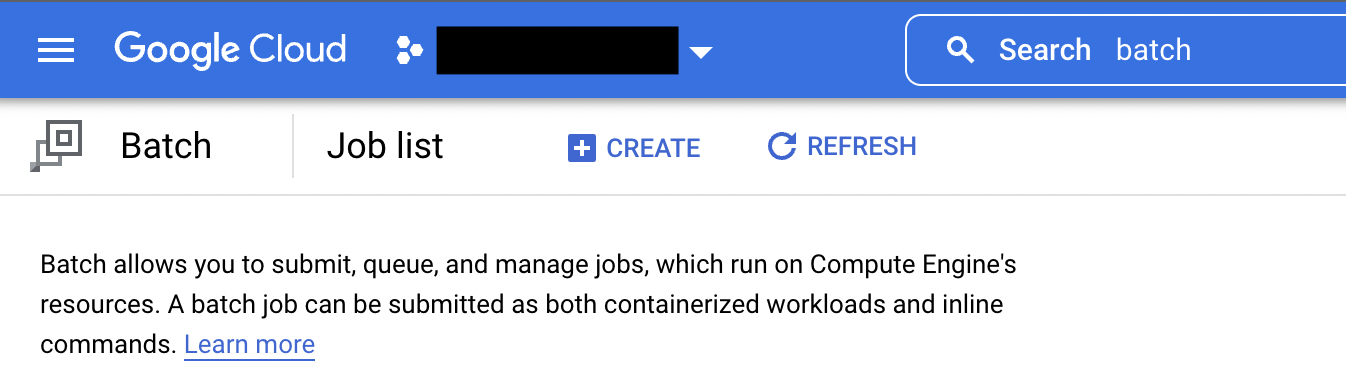 Google Cloud
Search batch
Batch Job list CREATE REFRESH
Batch allows you to submit, queue, and manage jobs, which run on Compute Engine's
resources. A batch job can be submitted as both containerized workloads and inline
commands. Learn more